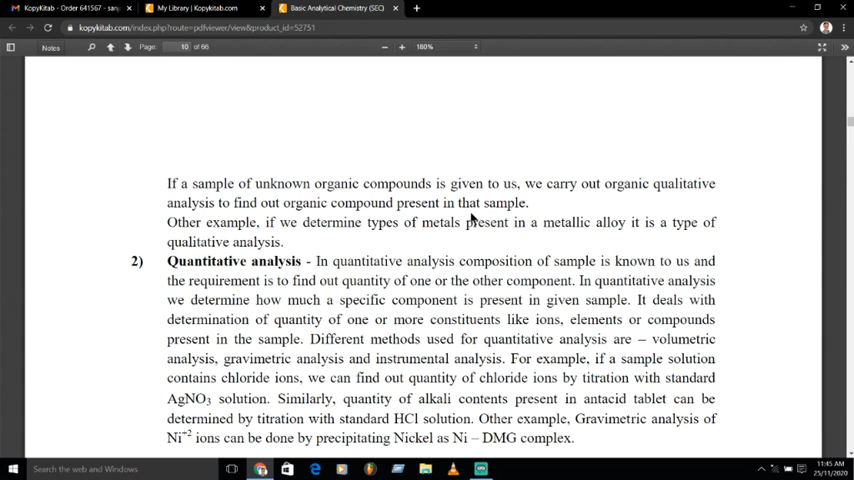 KopyKitab - Order 641567 - sanj
My Library | Kopykitab.com
Basic Analytical Chemistry (SEC)
kopykitab.com/index.php?route=pdfviewer/view&product_id=52751
Notes
Page: 10 of 66
180%
If a sample of unknown organic compounds is given to us, we carry out organic qualitative
analysis to find out organic compound present in that sample.
Other example, if we determine types of metals present in a metallic alloy it is a type of
qualitative analysis.
2) Quantitative analysis - In quantitative analysis composition of sample is known to us and
the requirement is to find out quantity of one or the other component. In quantitative analysis
we determine how much a specific component is present in given sample. It deals with
determination of quantity of one or more constituents like ions, elements or compounds
present in the sample. Different methods used for quantitative analysis are – volumetric
analysis, gravimetric analysis and instrumental analysis. For example, if a sample solution
contains chloride ions, we can find out quantity of chloride ions by titration with standard
AgNO3 solution. Similarly, quantity of alkali contents present in antacid tablet can be
determined by titration with standard HCl solution. Other example, Gravimetric analysis of
Ni+2 ions can be done by precipitating Nickel as Ni – DMG complex.
Search the web and Windows
11:45 AM
25/11/2020